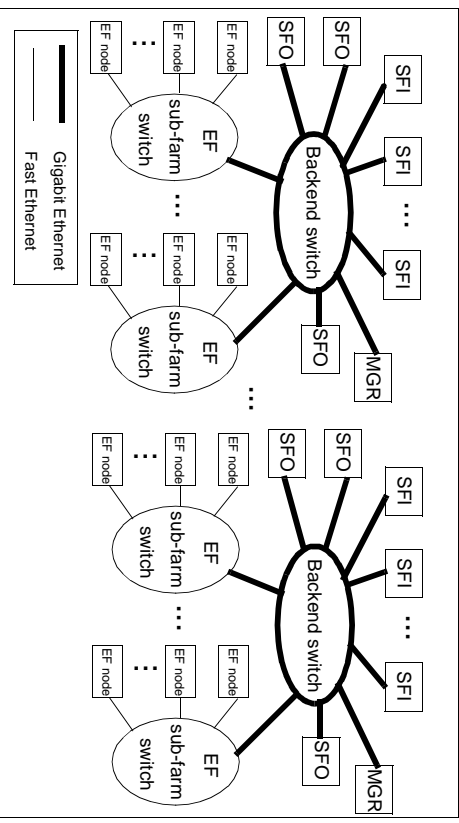 SFI
SFI
...
SFI
MGR
SFO
SFO
Backend switch
SFO
EF node
EF node
...
EF node
EF
sub-farm
switch
...
EF node
EF node
...
EF node
EF
sub-farm
switch
...
SFI
SFI
...
SFI
MGR
SFO
SFO
Backend switch
SFO
EF node
EF node
...
EF node
EF
sub-farm
switch
...
EF node
EF node
...
EF node
EF
sub-farm
switch
Gigabit Ethernet
Fast Ethernet